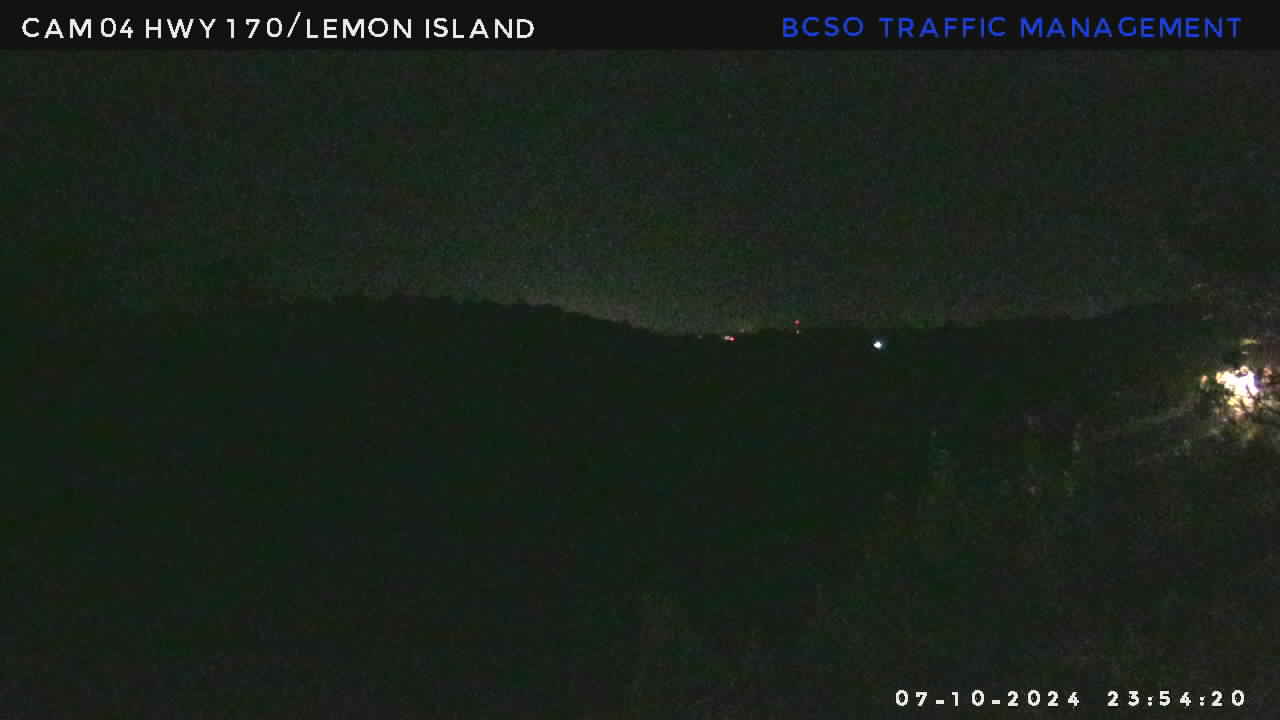 CAM04 HWY 170/LEMON ISLAND
BCSO TRAFFIC MANAGEMENT
07-10-2024 23:54:20